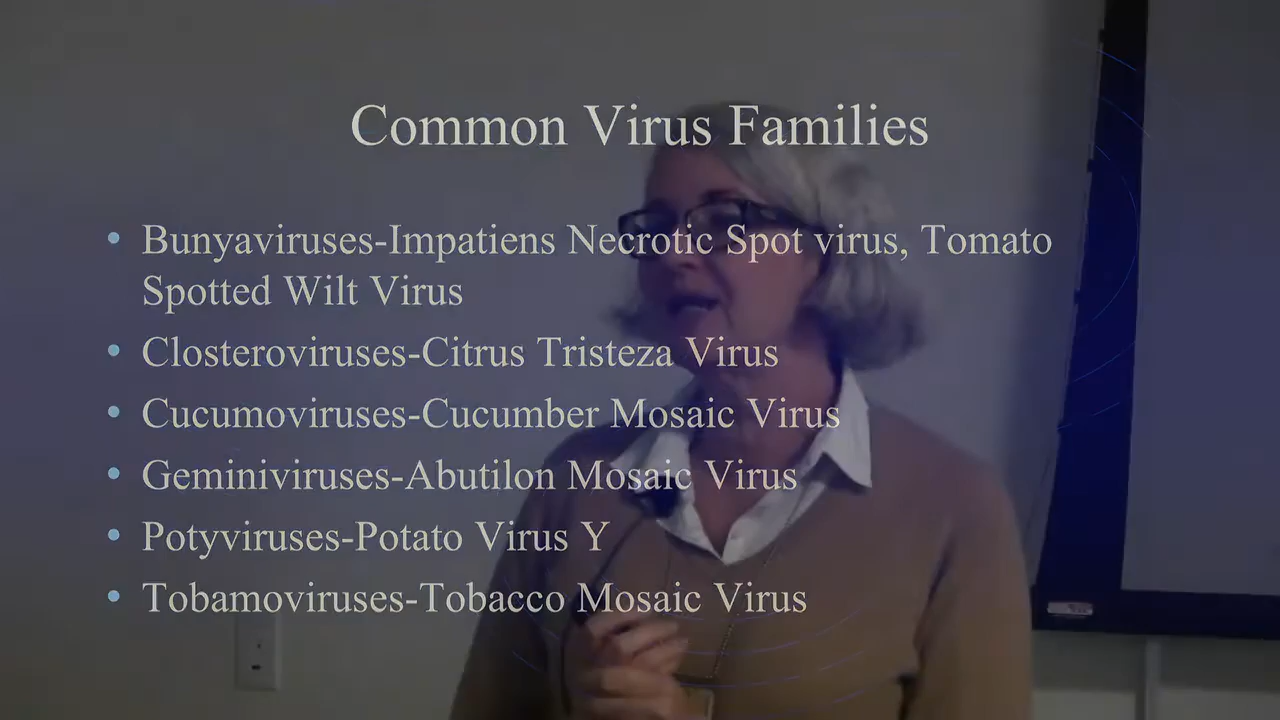 Common Virus Families
• Bunyaviruses-Impatiens Necrotic Spot virus, Tomato
Spotted Wilt Virus
• Closteroviruses-Citrus Tristeza Virus
• Cucumoviruses-Cucumber Mosaic Virus
• Geminiviruses-Abutilon Mosaic Virus
• Potyviruses-Potato Virus Y
• Tobamoviruses-Tobacco Mosaic Virus